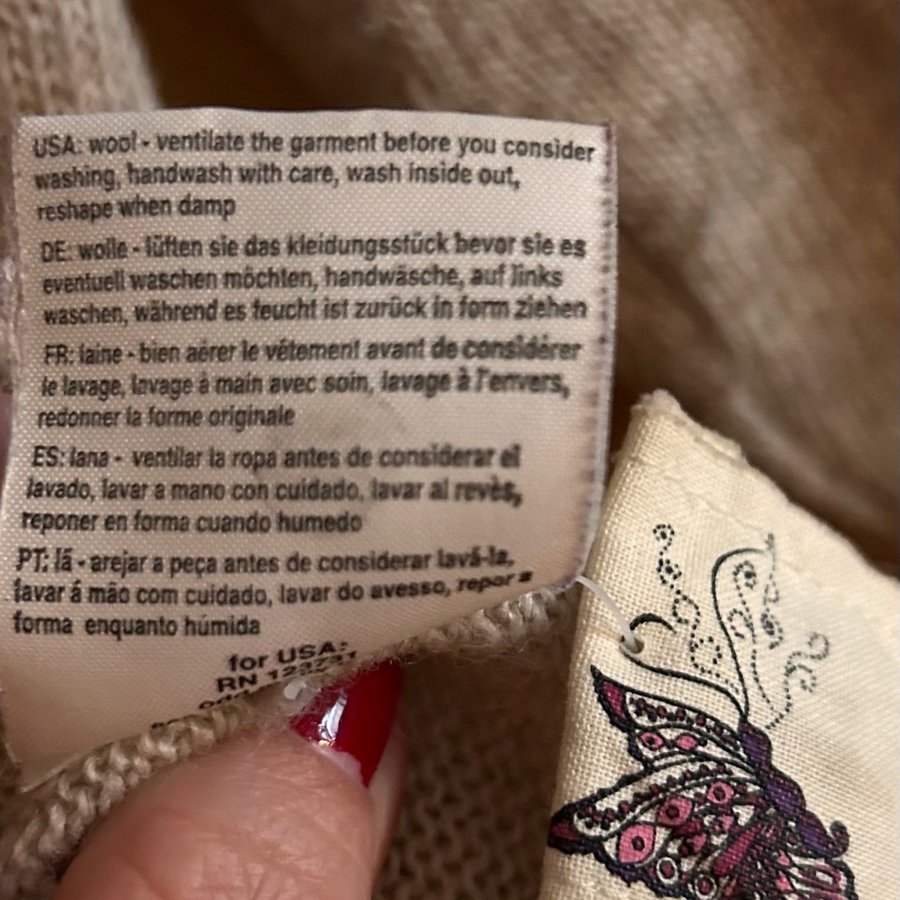 USA: wool - ventilate the garment before you consider
washing, handwash with care, wash inside out,
reshape when damp
DE: wolle - lüften sie das kleidungsstück bevor sie es
eventuell waschen möchten, handwäsche, auf links
waschen, während es feucht ist zurück in form ziehen
FR: laine - bien aérer le vêtement avant de considérer
le lavage, lavage à main avec soin, lavage à l'envers,
redonner la forme originale
ES: lana - ventilar la ropa antes de considerar el
lavado, lavar a mano con cuidado, lavar al revès,
reponer en forma cuando humedo
PT: lã - arejar a peça antes de considerar lavá-la,
lavar á mão com cuidado, lavar do avesso, repor a
forma enquanto húmida
for USA:
RN 123731